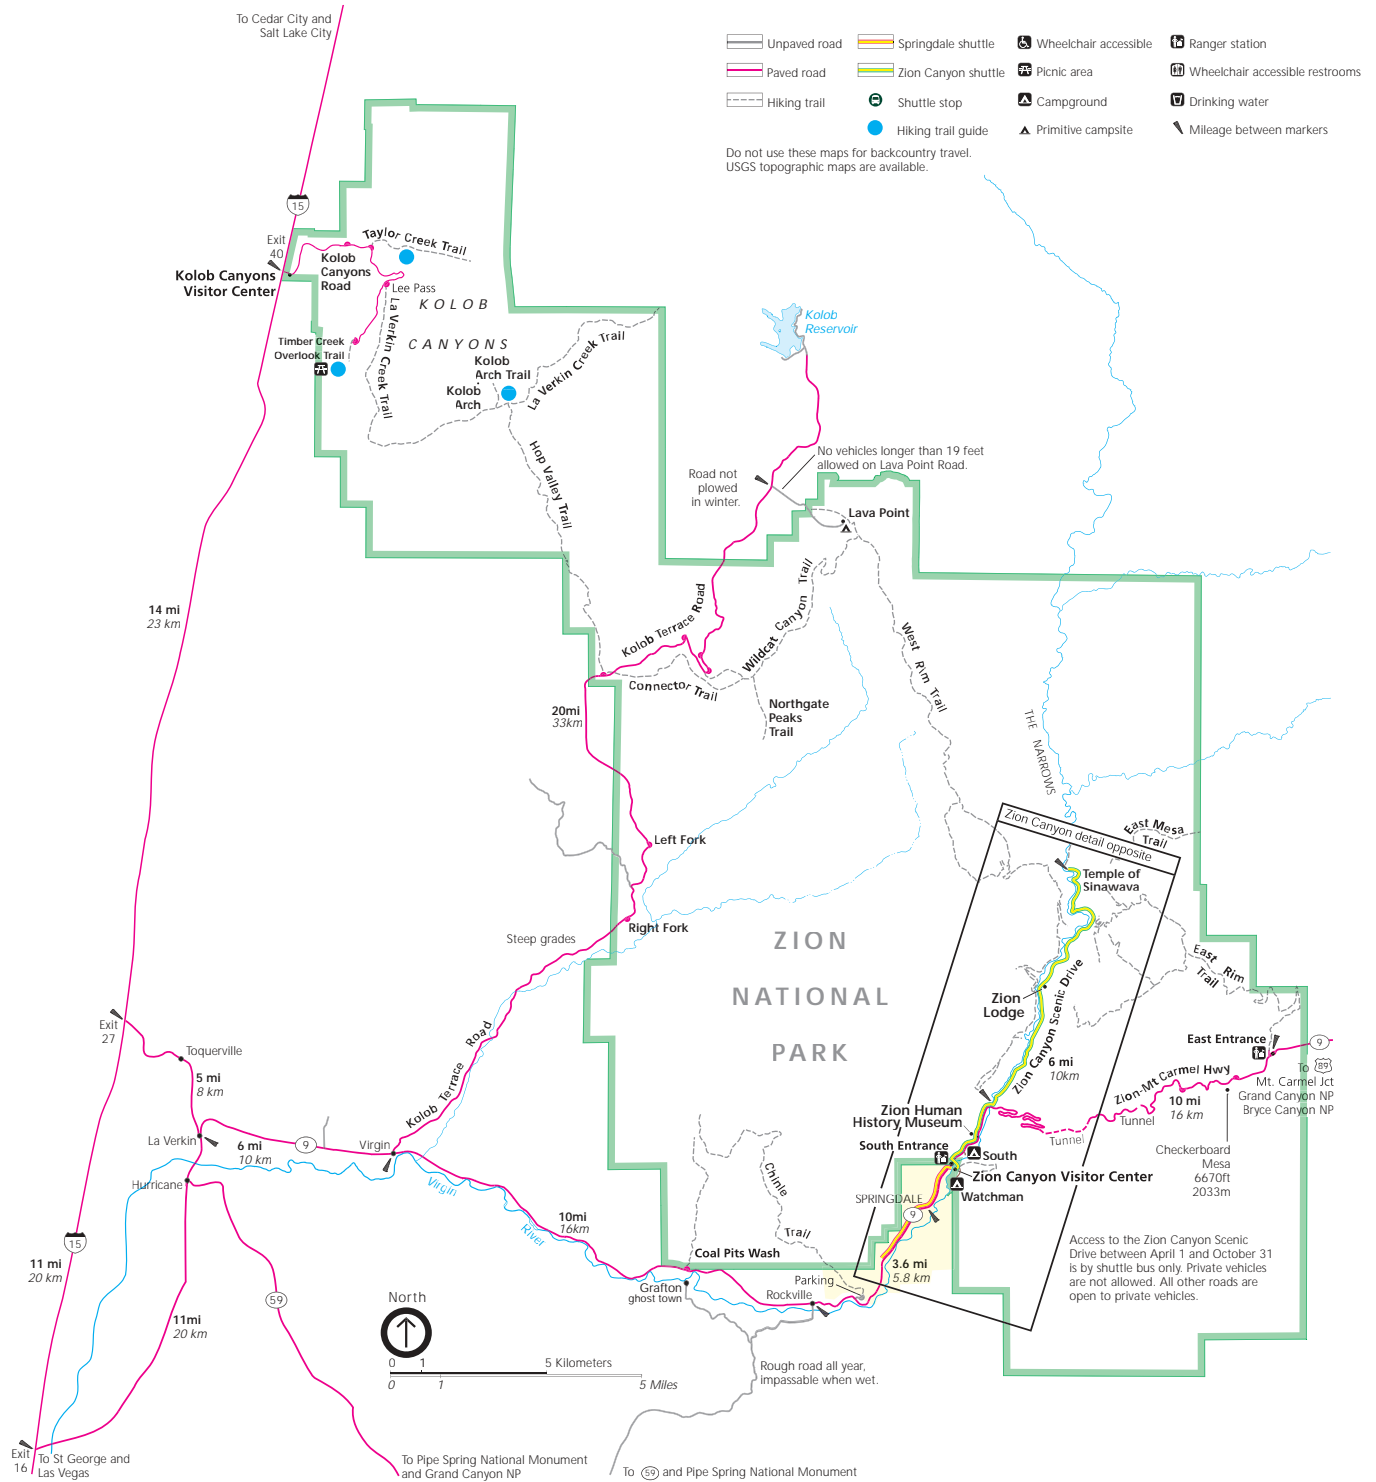 To Cedar City and
Salt Lake City
Unpaved road
Springdale shuttle
Wheelchair accessible
Ranger station
Paved road
Zion Canyon shuttle
Picnic area
Wheelchair accessible restrooms
Hiking trail
Shuttle stop
Campground
Drinking water
Hiking trail guide
Primitive campsite
Mileage between markers
Do not use these maps for backcountry travel.
USGS topographic maps are available.
15
Exit
40
Taylor Creek Trail
Kolob
Canyons
Road
Kolob Canyons
Visitor Center
Lee Pass
KOLOB
CANYONS
La Verkin Creek Trail
Timber Creek
Overlook Trail
Kolob
Arch Trail
Kolob
Arch
La Verkin Creek Trail
Kolob
Reservoir
Hop Valley Trail
No vehicles longer than 19 feet
allowed on Lava Point Road.
Road not
plowed
in winter.
Lava Point
14 mi
23 km
Kolob Terrace Road
Wildcat Canyon Trail
West Rim Trail
Connector Trail
20mi
33km
Northgate
Peaks
Trail
THE NARROWS
Zion Canyon detail opposite
East Mesa
Trail
Left Fork
Temple of
Sinawava
Right Fork
Steep grades
ZION
NATIONAL
PARK
East Rim
Trail
Zion
Lodge
Zion Canyon Scenic Drive
Exit
27
Toquerville
Kolob Terrace Road
5 mi
8 km
East Entrance
9
To 89
Mt. Carmel Jct
Grand Canyon NP
Bryce Canyon NP
6 mi
10km
Zion-Mt Carmel Hwy
10 mi
16 km
Tunnel
Tunnel
Zion Human
History Museum
South Entrance
South
Checkerboard
Mesa
6670ft
2033m
La Verkin
6 mi
10 km
9
Virgin
Hurricane
Virgin
River
Chinle
Trail
Zion Canyon Visitor Center
SPRINGDALE
Watchman
9
10mi
16km
Coal Pits Wash
3.6 mi
5.8 km
Access to the Zion Canyon Scenic
Drive between April 1 and October 31
is by shuttle bus only. Private vehicles
are not allowed. All other roads are
open to private vehicles.
15
11 mi
20 km
Grafton
ghost town
Parking
Rockville
59
11mi
20 km
North
0 1 5 Kilometers
0 1 5 Miles
Rough road all year,
impassable when wet.
Exit
16
To St George and
Las Vegas
To Pipe Spring National Monument
and Grand Canyon NP
To 59 and Pipe Spring National Monument